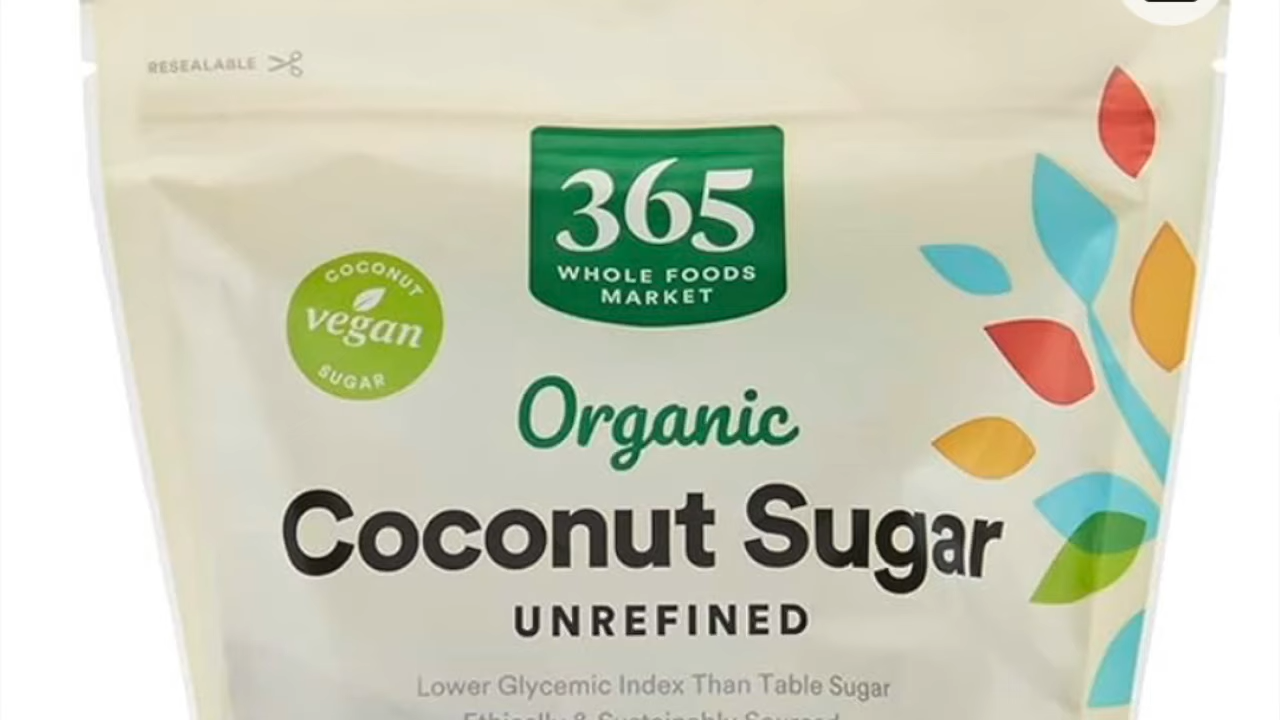 RESEALABLE
365
WHOLE FOODS
MARKET
COCONUT
vegan
SUGAR
Organic
Coconut Sugar
UNREFINED
Lower Glycemic Index Than Table Sugar
Ethically & Sustainably Sourced